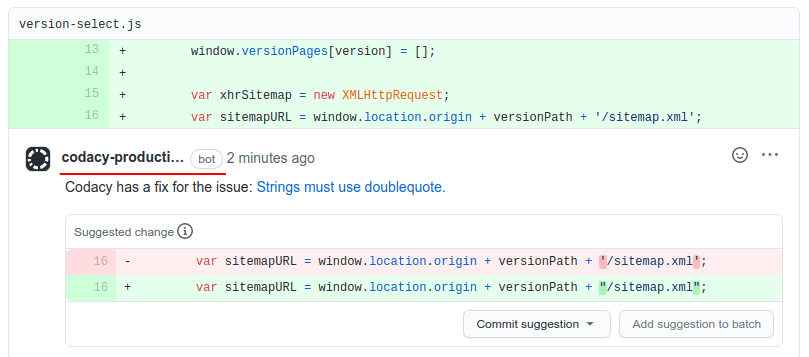 version-select.js
13 + window.versionPages[version] = [];
14 +
15 + var xhrSitemap = new XMLHttpRequest;
16 + var sitemapURL = window.location.origin + versionPath + '/sitemap.xml';
codacy-producti... bot 2 minutes ago
Codacy has a fix for the issue: Strings must use doublequote.
Suggested change
16 - var sitemapURL = window.location.origin + versionPath + '/sitemap.xml';
16 + var sitemapURL = window.location.origin + versionPath + "/sitemap.xml";
Commit suggestion Add suggestion to batch